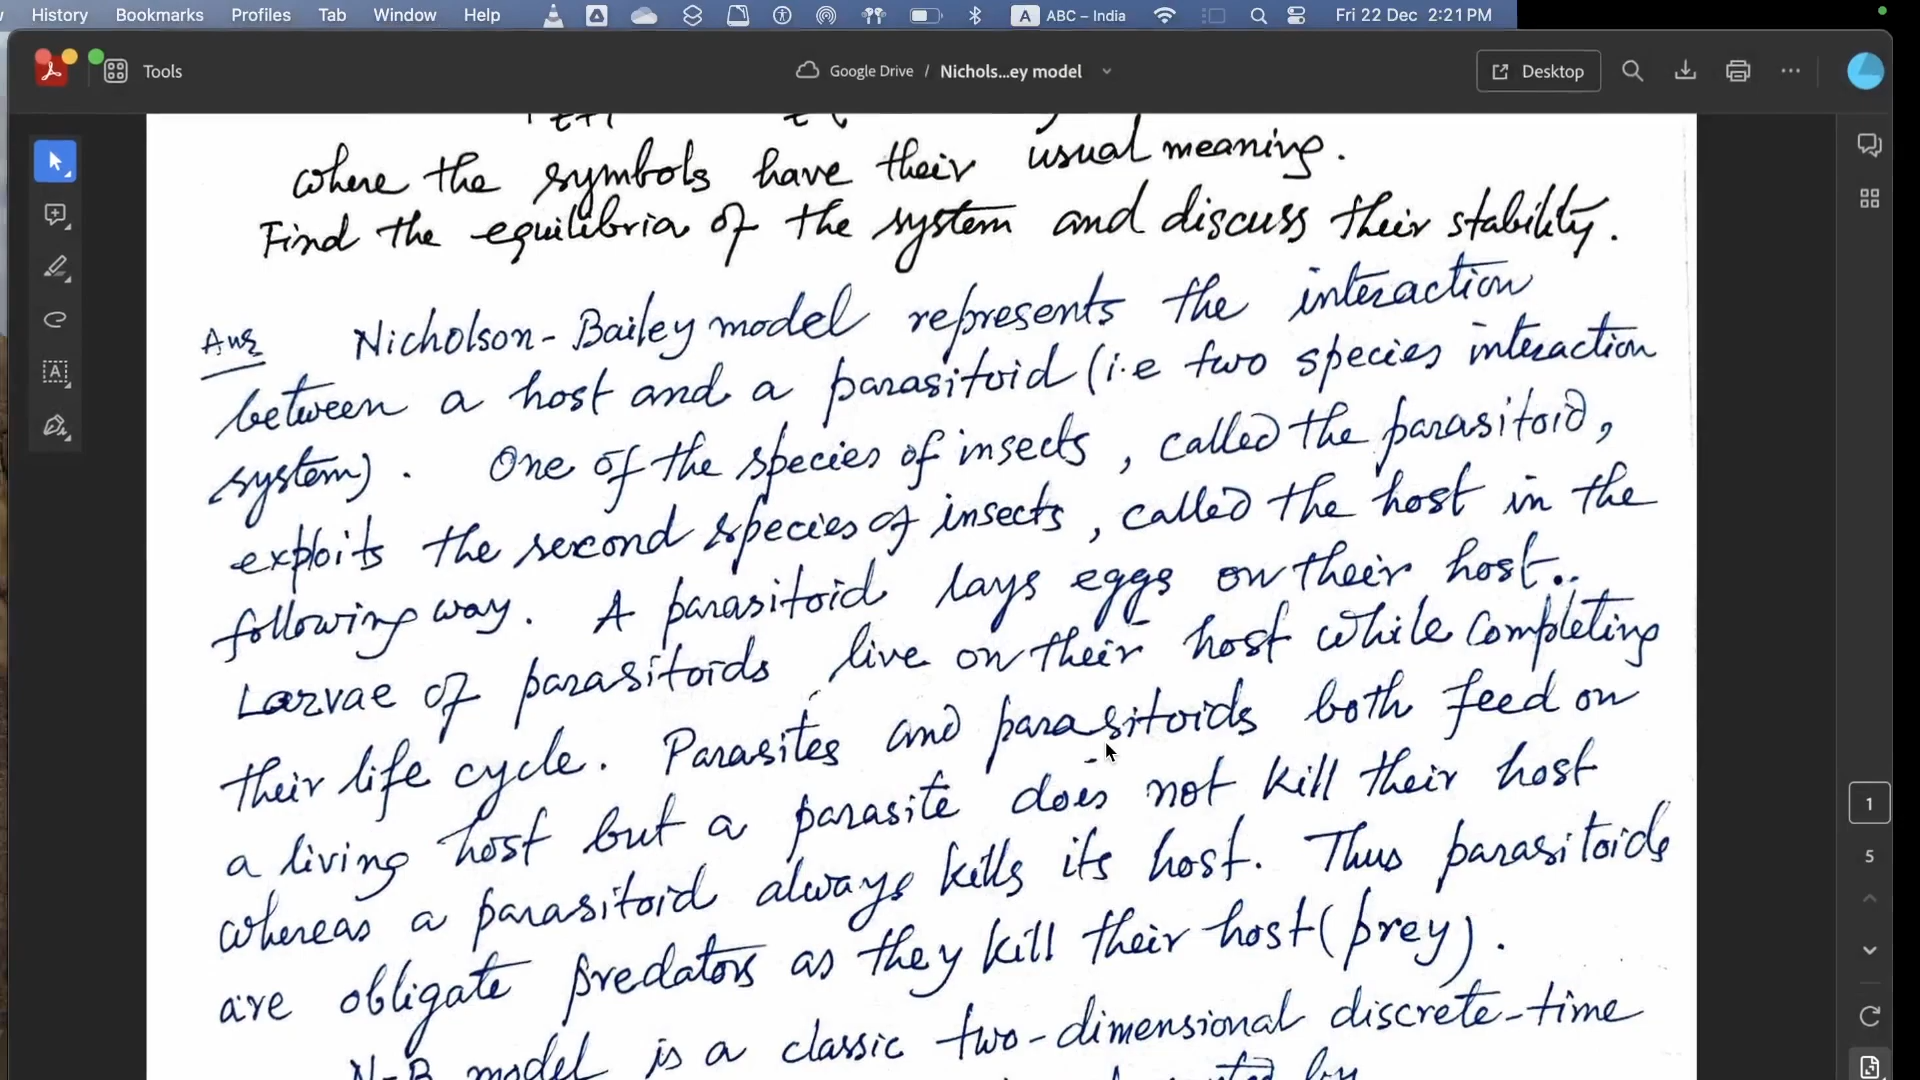 History Bookmarks Profiles Tab Window Help A ABC – India Fri 22 Dec 2:21 PM
Tools Google Drive / Nichols...ey model Desktop
t+1 t
where the symbols have their usual meaning.
Find the equilibria of the system and discuss their stability.
Ans Nicholson-Bailey model represents the interaction
between a host and a parasitoid (i.e two species interaction
system). One of the species of insects, called the parasitoid,
exploits the second species of insects, called the host in the
following way. A parasitoid lays eggs on their host..
Larvae of parasitoids live on their host while completing
their life cycle. Parasites and parasitoids both feed on
a living host but a parasite does not kill their host
whereas a parasitoid always kills its host. Thus parasitoids
are obligate predators as they kill their host (prey).
N-B model is a classic two-dimensional discrete-time
by
1
5